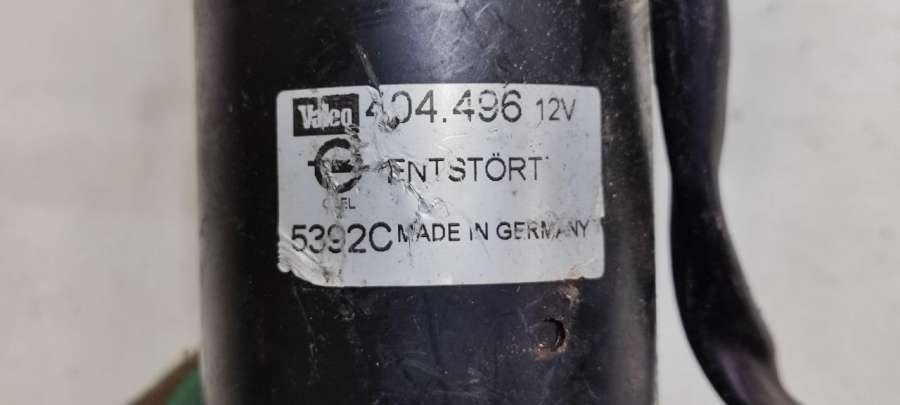 Valeo 404.496 12V
ENTSTÖRT
OPEL
5392C MADE IN GERMANY